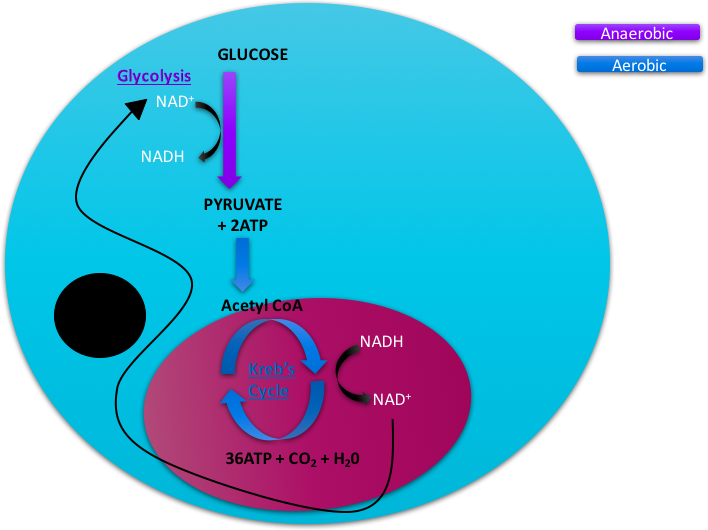 Anaerobic
Aerobic
GLUCOSE
Glycolysis
NAD⁺
NADH
PYRUVATE
+ 2ATP
Acetyl CoA
NADH
Kreb's
Cycle
NAD⁺
36ATP + CO₂ + H₂0